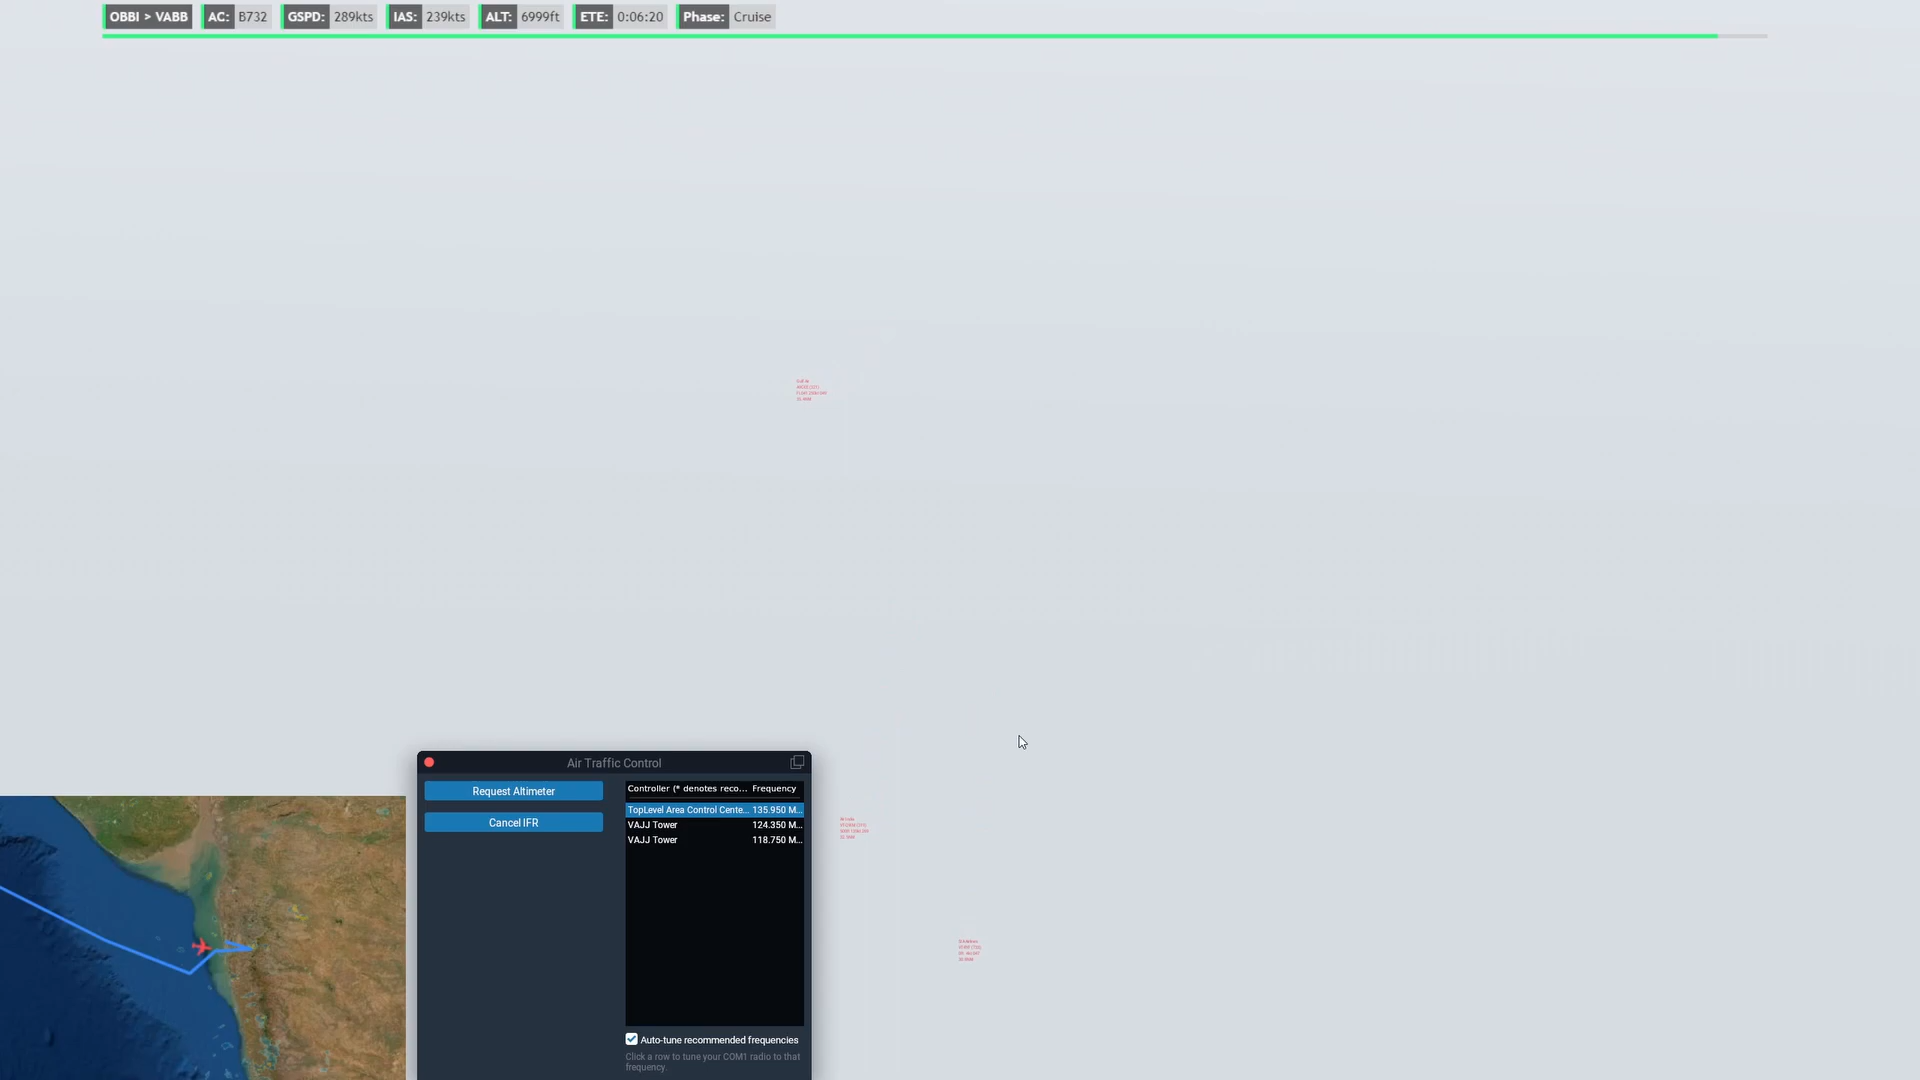 OBBI > VABB AC: B732 GSPD: 289kts IAS: 239kts ALT: 6999ft ETE: 0:06:20 Phase: Cruise
Air Traffic Control
Request Altimeter
Cancel IFR
Controller (* denotes reco... Frequency
TopLevel Area Control Cente... 135.950 M...
VAJJ Tower 124.350 M...
VAJJ Tower 118.750 M...
Auto-tune recommended frequencies
Click a row to tune your COM1 radio to that
frequency.